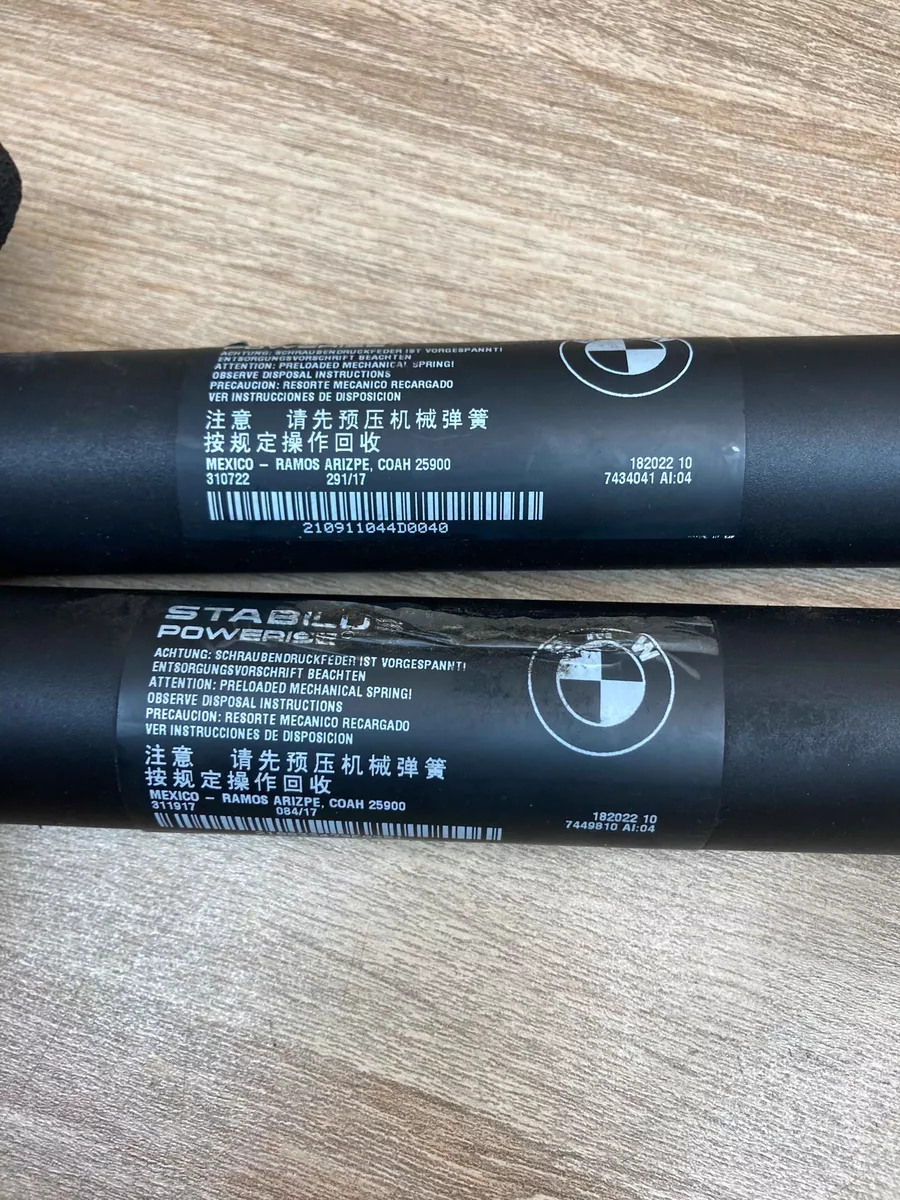 ACHTUNG: SCHRAUBENDRUCKFEDER IST VORGESPANNT!
ENTSORGUNGSVORSCHRIFT BEACHTEN
ATTENTION: PRELOADED MECHANICAL SPRING!
OBSERVE DISPOSAL INSTRUCTIONS
PRECAUCION: RESORTE MECANICO RECARGADO
VER INSTRUCCIONES DE DISPOSICION
注意 请先预压机械弹簧
按规定操作回收
MEXICO – RAMOS ARIZPE, COAH 25900
310722 291/17
182022 10
7434041 AI:04
210911044D0040
STABILU
POWERISE
BMW
ACHTUNG: SCHRAUBENDRUCKFEDER IST VORGESPANNT!
ENTSORGUNGSVORSCHRIFT BEACHTEN
ATTENTION: PRELOADED MECHANICAL SPRING!
OBSERVE DISPOSAL INSTRUCTIONS
PRECAUCION: RESORTE MECANICO RECARGADO
VER INSTRUCCIONES DE DISPOSICION
注意 请先预压机械弹簧
按规定操作回收
MEXICO – RAMOS ARIZPE, COAH 25900
311917 084/17
182022 10
7449810 AI:04